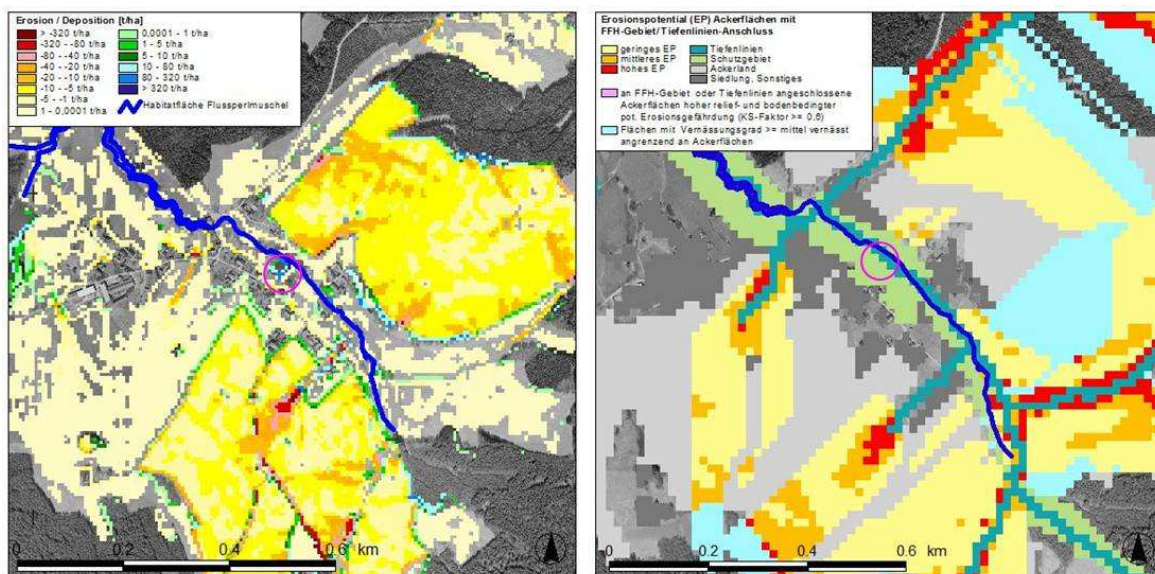 Erosion / Deposition [t/ha]
> -320 t/ha
-320 - -80 t/ha
-80 - -40 t/ha
-40 - -20 t/ha
-20 - -10 t/ha
-10 - -5 t/ha
-5 - -1 t/ha
1 - 0,0001 t/ha
0,0001 - 1 t/ha
1 - 5 t/ha
5 - 10 t/ha
10 - 80 t/ha
80 - 320 t/ha
> 320 t/ha
Habitatfläche Flussperlmuschel
0 0.2 0.4 0.6 km
Erosionspotential (EP) Ackerflächen mit
FFH-Gebiet/Tiefenlinien-Anschluss
geringes EP
mittleres EP
hohes EP
Tiefenlinien
Schutzgebiet
Ackerland
Siedlung, Sonstiges
an FFH-Gebiet oder Tiefenlinien angeschlossene
Ackerflächen hoher relief- und bodenbedingter
pot. Erosionsgefährdung (KS-Faktor >= 0,6)
Flächen mit Vernässungsgrad >= mittel vernässt
angrenzend an Ackerflächen
0 0.2 0.4 0.6 km